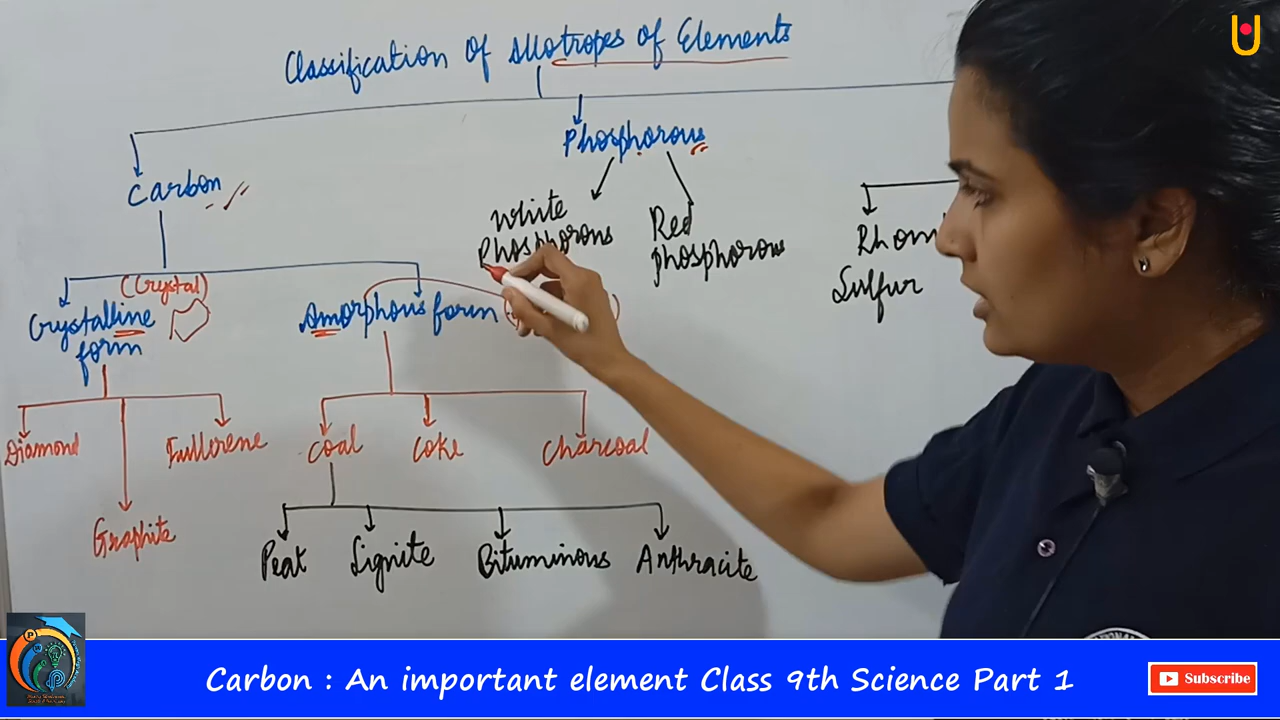 Classification of Allotropes of Elements
Phosphorous
Carbon
White
Phosphorous
Red
phosphorous
Sulfur
(Crystal)
Crystalline
form
Amorphous form
Diamond
Fullerene
Coal
Coke
Charcoal
Graphite
Peat
Lignite
Bituminous
Anthracite
Carbon : An important element Class 9th Science Part 1
Subscribe